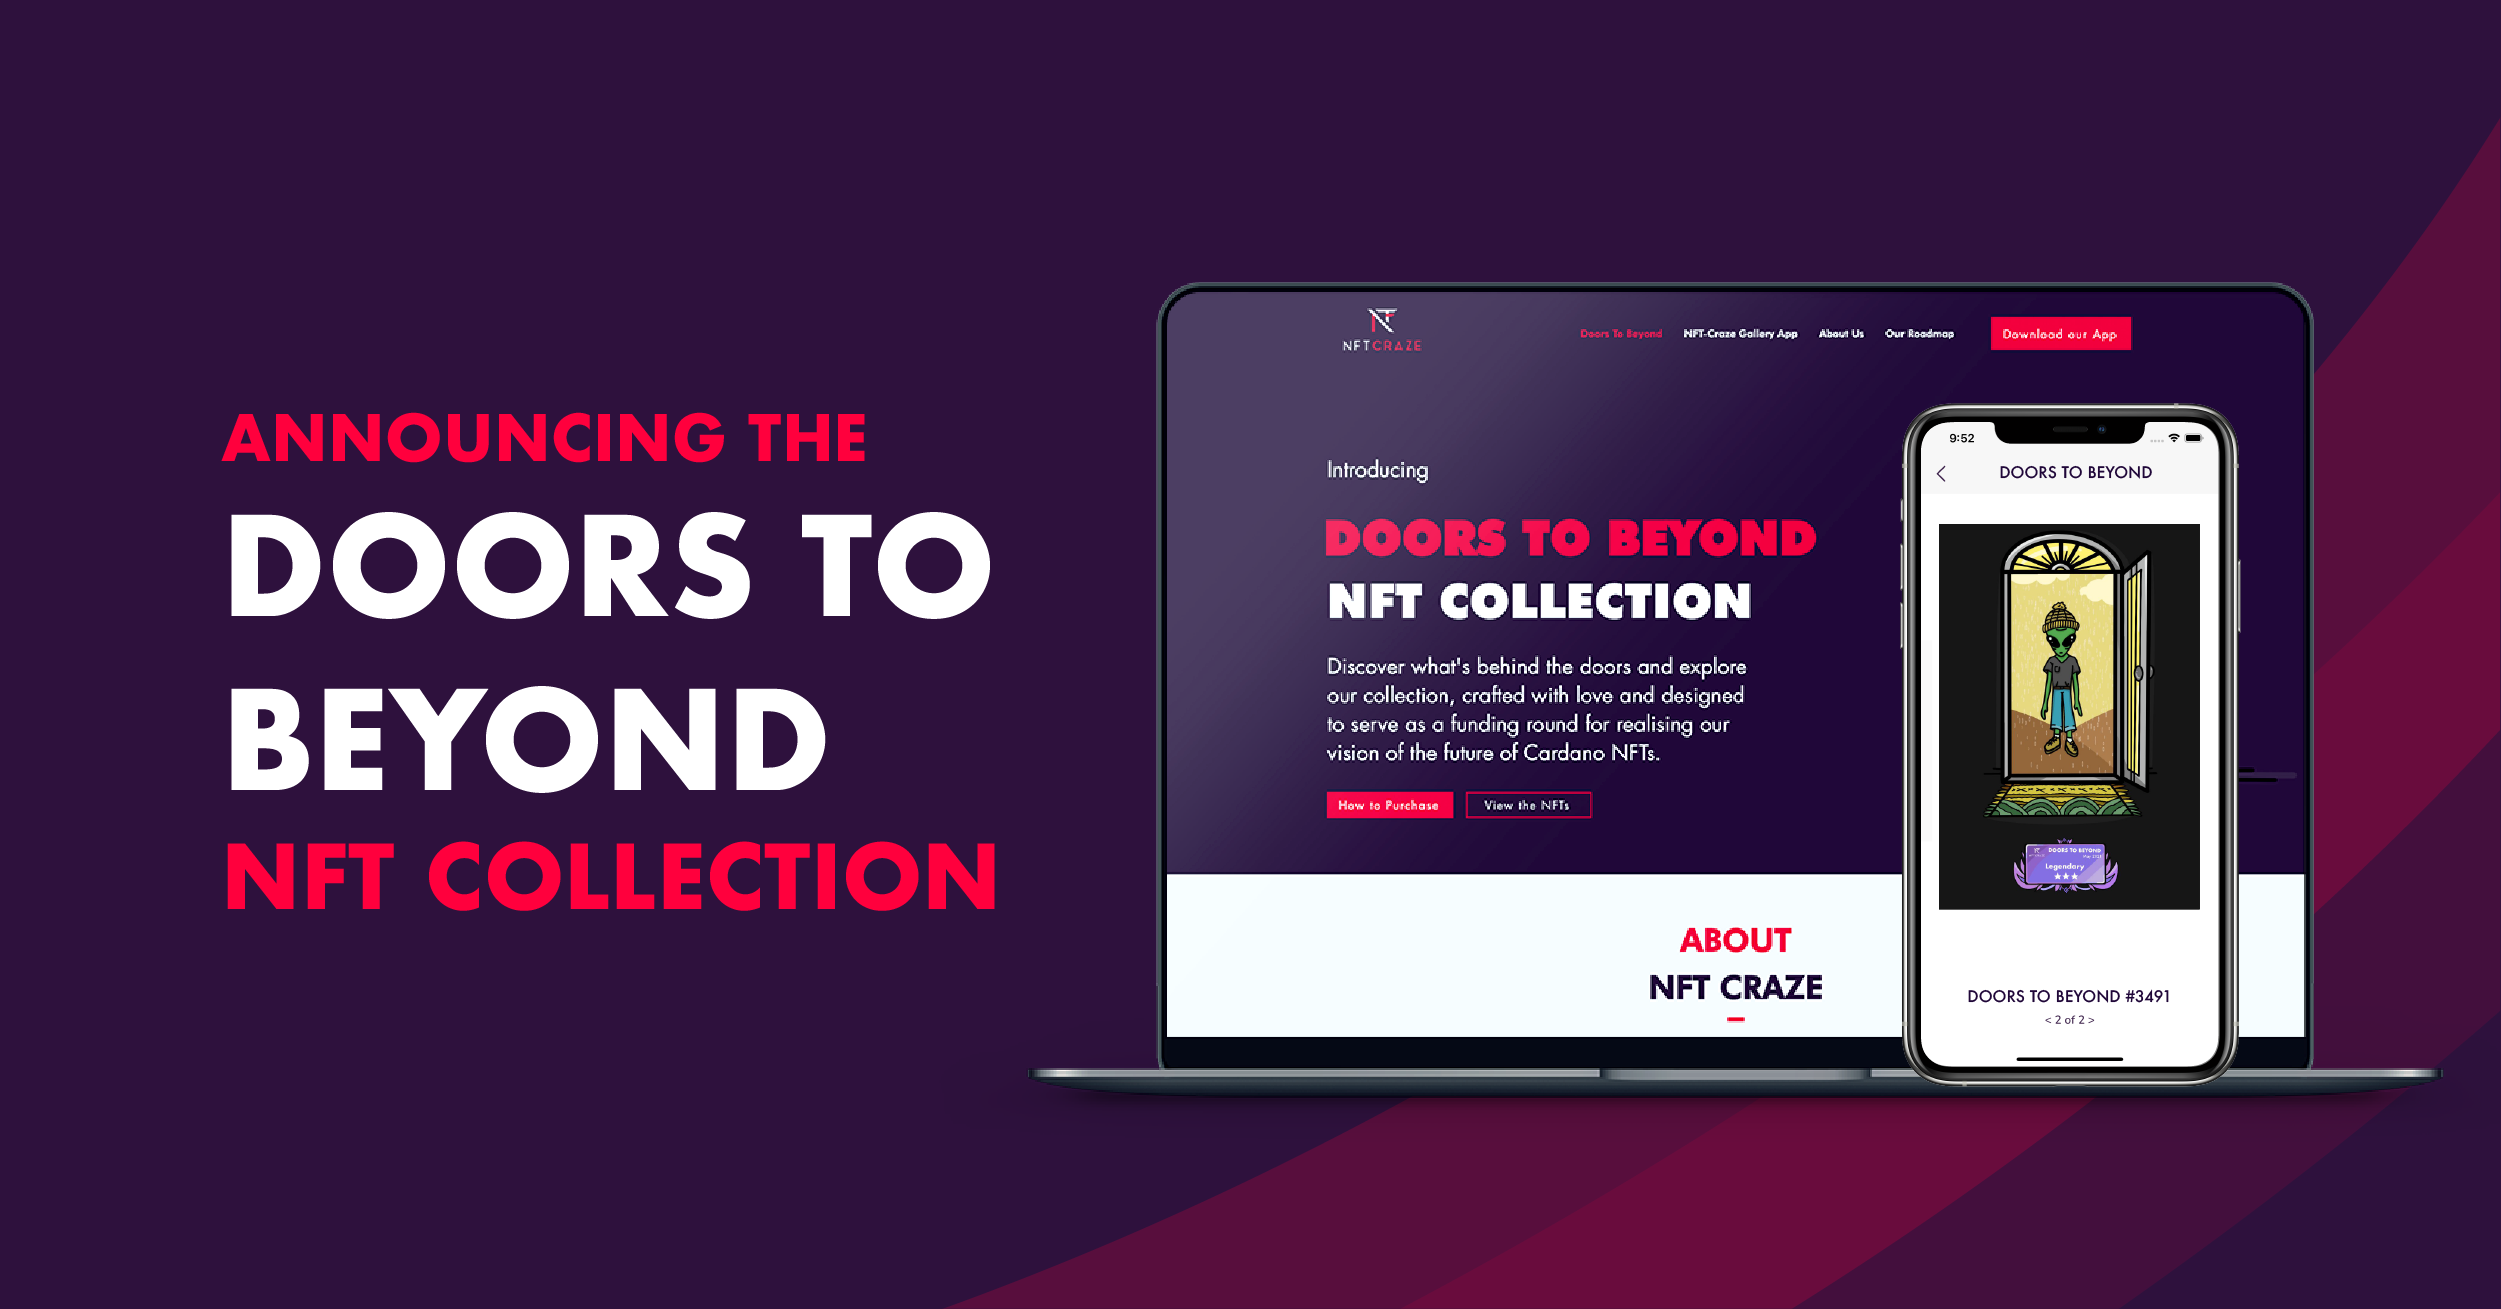 ANNOUNCING THE
DOORS TO
BEYOND
NFT COLLECTION
NFTCRAZE
Doors To Beyond
NFT-Craze Gallery App
About Us
Our Roadmap
Download our App
Introducing
DOORS TO BEYOND
NFT COLLECTION
Discover what's behind the doors and explore
our collection, crafted with love and designed
to serve as a funding round for realising our
vision of the future of Cardano NFTs.
How to Purchase
View the NFTs
ABOUT
NFT CRAZE
9:52
DOORS TO BEYOND
DOORS TO BEYOND
Legendary
DOORS TO BEYOND #3491
< 2 of 2 >